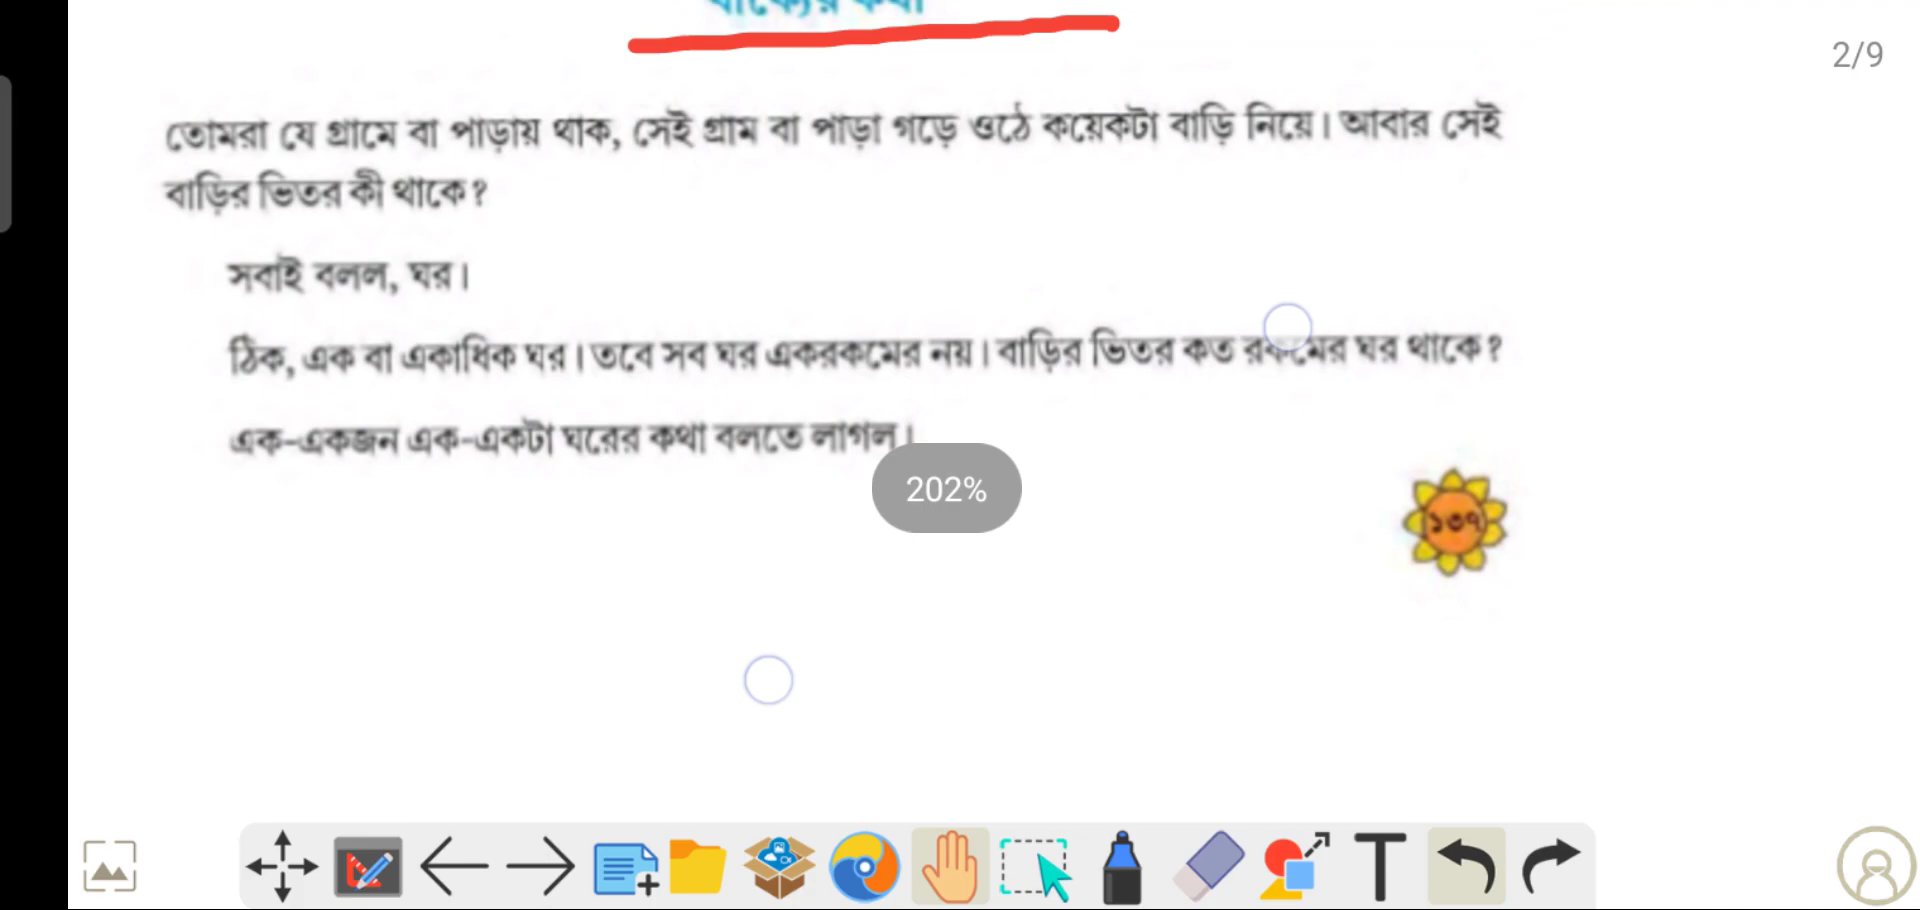 বাক্যের কথা
2/9
তোমরা যে গ্রামে বা পাড়ায় থাক, সেই গ্রাম বা পাড়া গড়ে ওঠে কয়েকটা বাড়ি নিয়ে। আবার সেই
বাড়ির ভিতর কী থাকে?
সবাই বলল, ঘর।
ঠিক, এক বা একাধিক ঘর। তবে সব ঘর একরকমের নয়। বাড়ির ভিতর কত রকমের ঘর থাকে?
এক-একজন এক-একটা ঘরের কথা বলতে লাগল।
202%
১৩৭